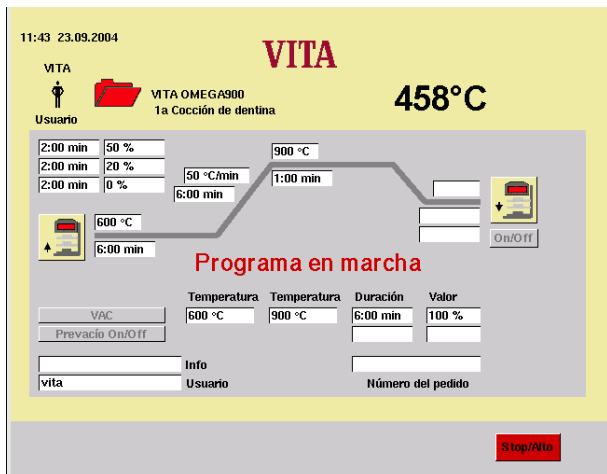 11:43 23.09.2004
VITA
VITA
Usuario
VITA OMEGA900
1a Cocción de dentina
458°C
2:00 min 50 %
2:00 min 20 %
2:00 min 0 %
50 °C/min
6:00 min
900 °C
1:00 min
600 °C
6:00 min
On/Off
Programa en marcha
Temperatura Temperatura Duración Valor
VAC 600 °C 900 °C 6:00 min 100 %
Prevacío On/Off
Info
vita Usuario Número del pedido
Stop/Alto